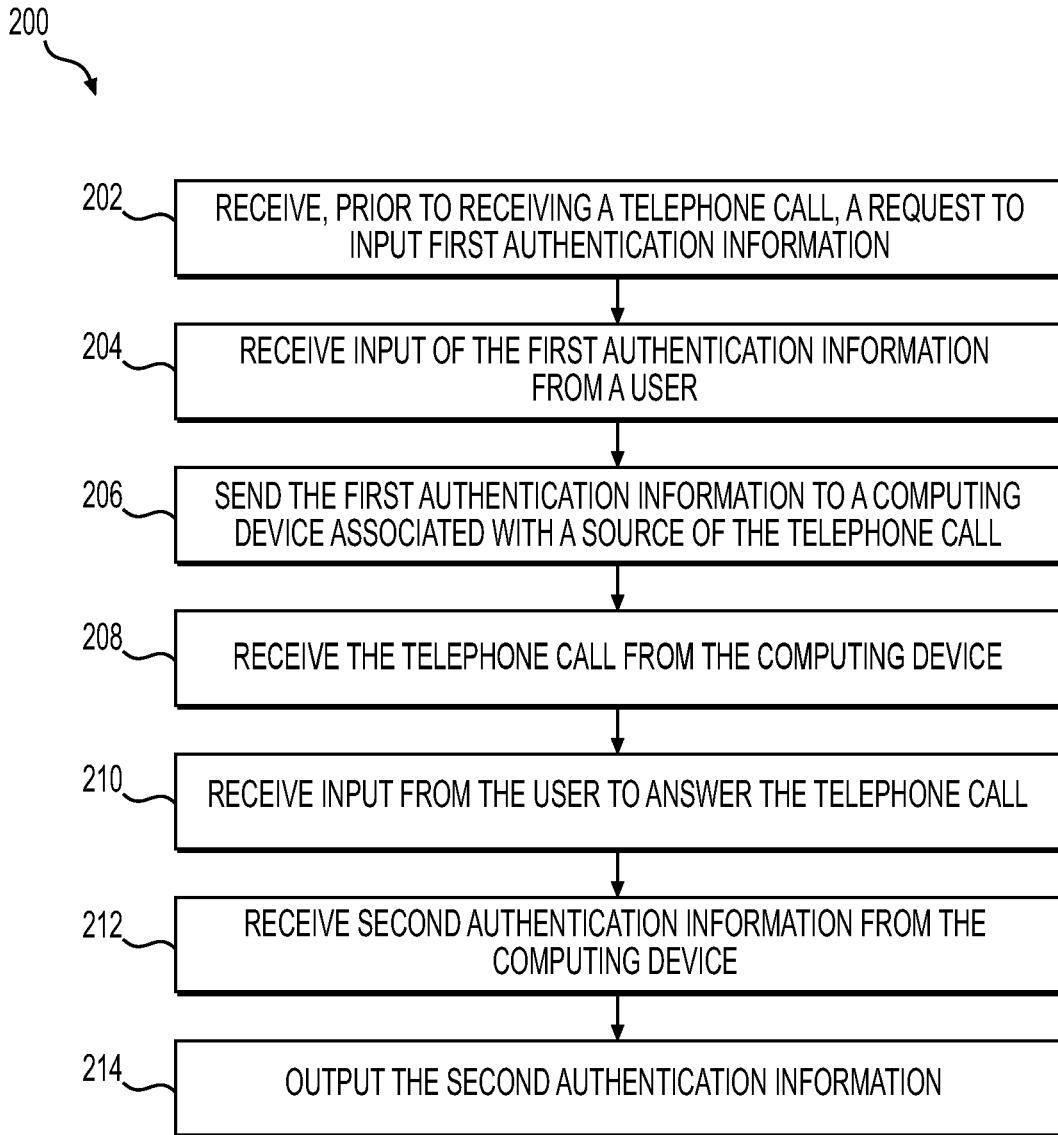 200
202
RECEIVE, PRIOR TO RECEIVING A TELEPHONE CALL, A REQUEST TO
INPUT FIRST AUTHENTICATION INFORMATION
204
RECEIVE INPUT OF THE FIRST AUTHENTICATION INFORMATION
FROM A USER
206
SEND THE FIRST AUTHENTICATION INFORMATION TO A COMPUTING
DEVICE ASSOCIATED WITH A SOURCE OF THE TELEPHONE CALL
208
RECEIVE THE TELEPHONE CALL FROM THE COMPUTING DEVICE
210
RECEIVE INPUT FROM THE USER TO ANSWER THE TELEPHONE CALL
212
RECEIVE SECOND AUTHENTICATION INFORMATION FROM THE
COMPUTING DEVICE
214
OUTPUT THE SECOND AUTHENTICATION INFORMATION